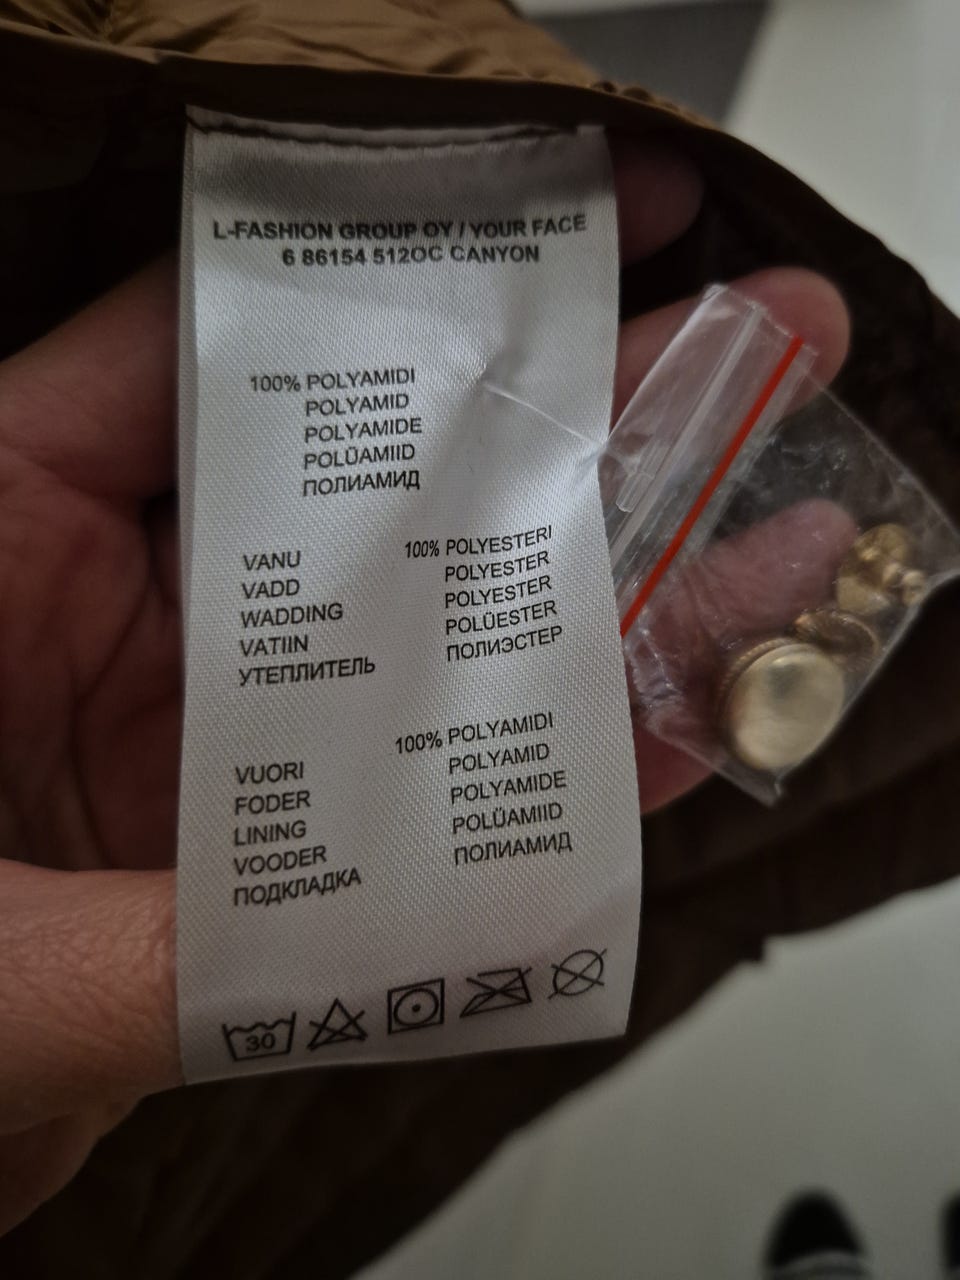 L-FASHION GROUP OY / YOUR FACE
6 86154 512OC CANYON
100% POLYAMIDI
POLYAMID
POLYAMIDE
POLÜAMIID
ПОЛИАМИД
VANU 100% POLYESTERI
VADD POLYESTER
WADDING POLYESTER
VATIIN POLÜESTER
УТЕПЛИТЕЛЬ ПОЛИЭСТЕР
VUORI 100% POLYAMIDI
FODER POLYAMID
LINING POLYAMIDE
VOODER POLÜAMIID
ПОДКЛАДКА ПОЛИАМИД
30